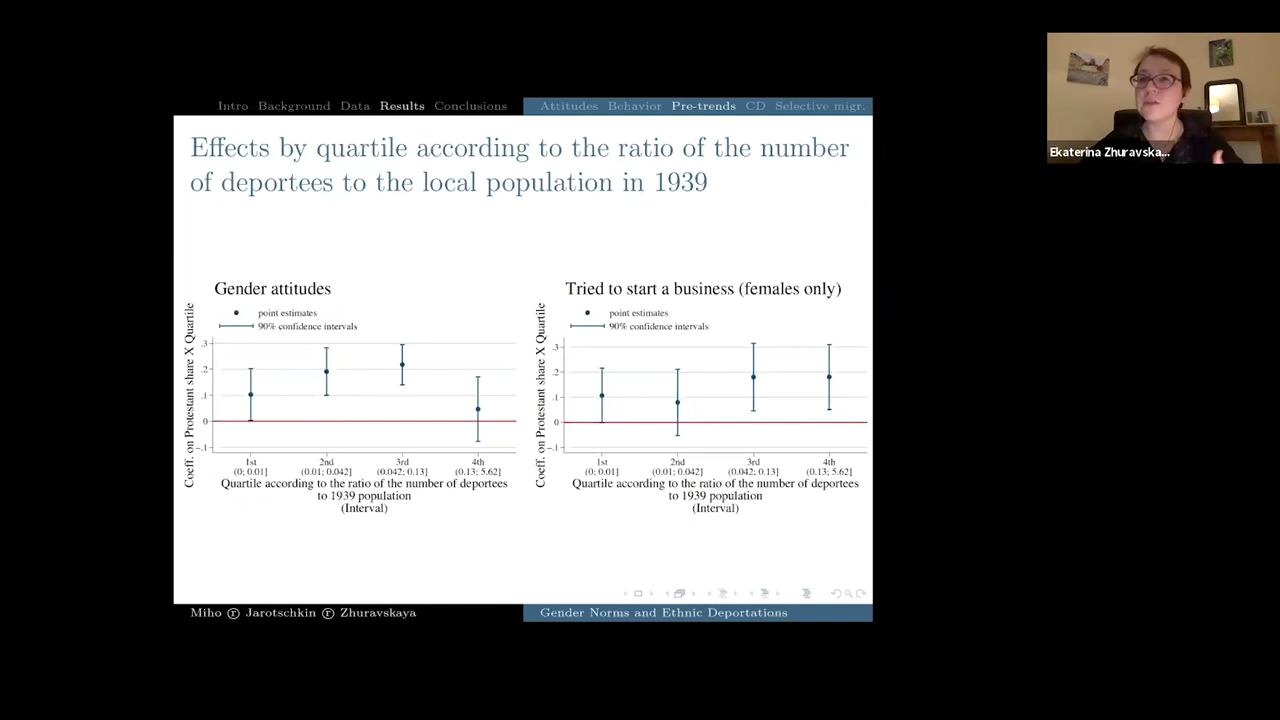 Intro Background Data Results Conclusions
Attitudes Behavior Pre-trends CD Selective migr.
Effects by quartile according to the ratio of the number
of deportees to the local population in 1939
Gender attitudes
point estimates
90% confidence intervals
Coeff. on Protestant share X Quartile
.3
.2
.1
0
-.1
1st 2nd 3rd 4th
(0; 0.01] (0.01; 0.042] (0.042; 0.13] (0.13; 5.62]
Quartile according to the ratio of the number of deportees
to 1939 population
(Interval)
Tried to start a business (females only)
point estimates
90% confidence intervals
Coeff. on Protestant share X Quartile
.3
.2
.1
0
-.1
1st 2nd 3rd 4th
(0; 0.01] (0.01; 0.042] (0.042; 0.13] (0.13; 5.62]
Quartile according to the ratio of the number of deportees
to 1939 population
(Interval)
Miho ⓡ Jarotschkin ⓡ Zhuravskaya
Gender Norms and Ethnic Deportations
Ekaterina Zhuravska...